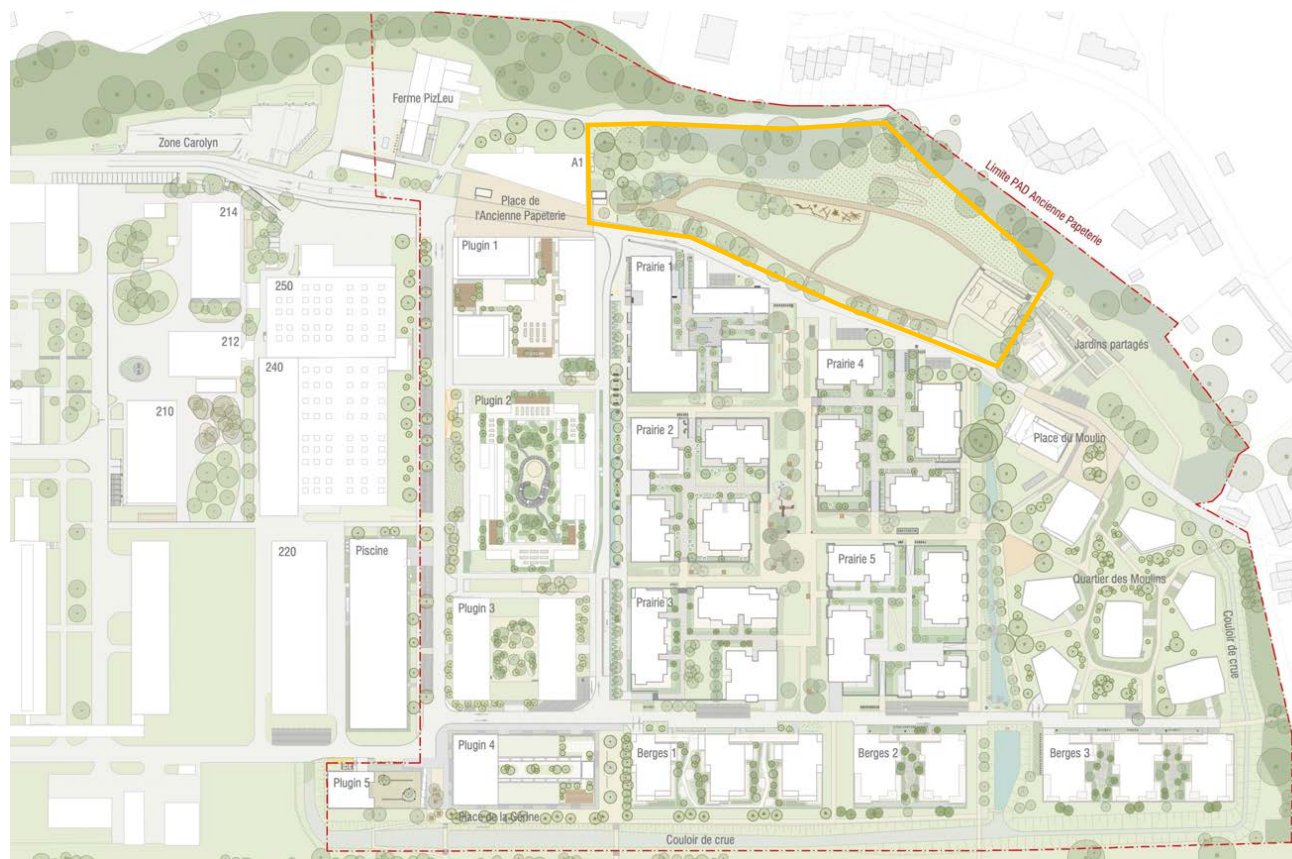 Ferme PizLeu
Zone Carolyn
A1
Limite PAD Ancienne Papeterie
Place de
l'Ancienne Papeterie
214
Plugin 1
Prairie 1
250
212
Jardins partagés
240
Prairie 4
Plugin 2
210
Prairie 2
Place du Moulin
220
Piscine
Prairie 5
Quartier des Moulins
Plugin 3
Prairie 3
Couloir de crue
Plugin 4
Berges 1
Berges 2
Berges 3
Plugin 5
Place de la Gérine
Couloir de crue